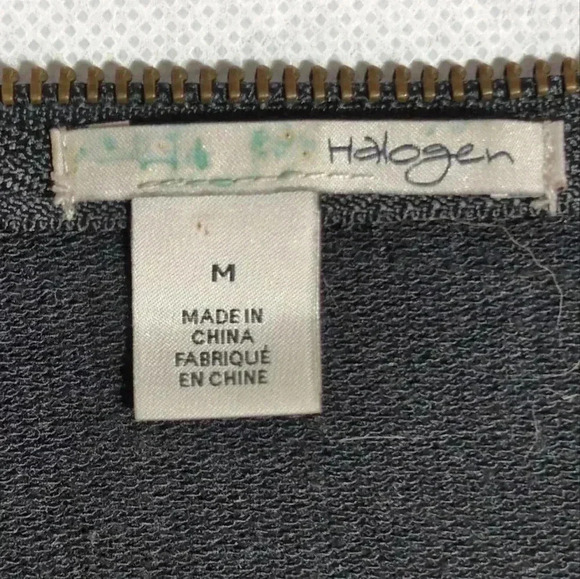 Halogen
M
MADE IN
CHINA
FABRIQUÉ
EN CHINE